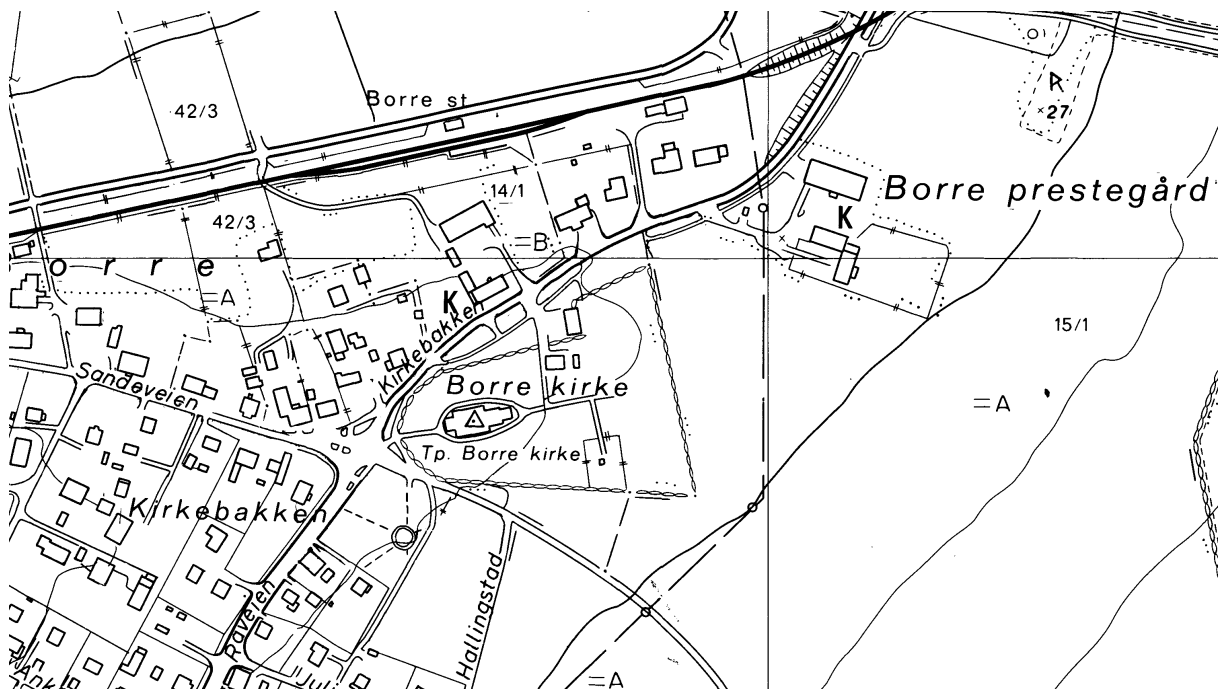 Borre st
42/3
27
14/1
Borre prestegård
K
42/3
=B
orre
=A
K
15/1
Kirkebakken
Sandeveien
Borre kirke
=A
Tp. Borre kirke
Kirkebakken
Raveien
Hallingstad
=A